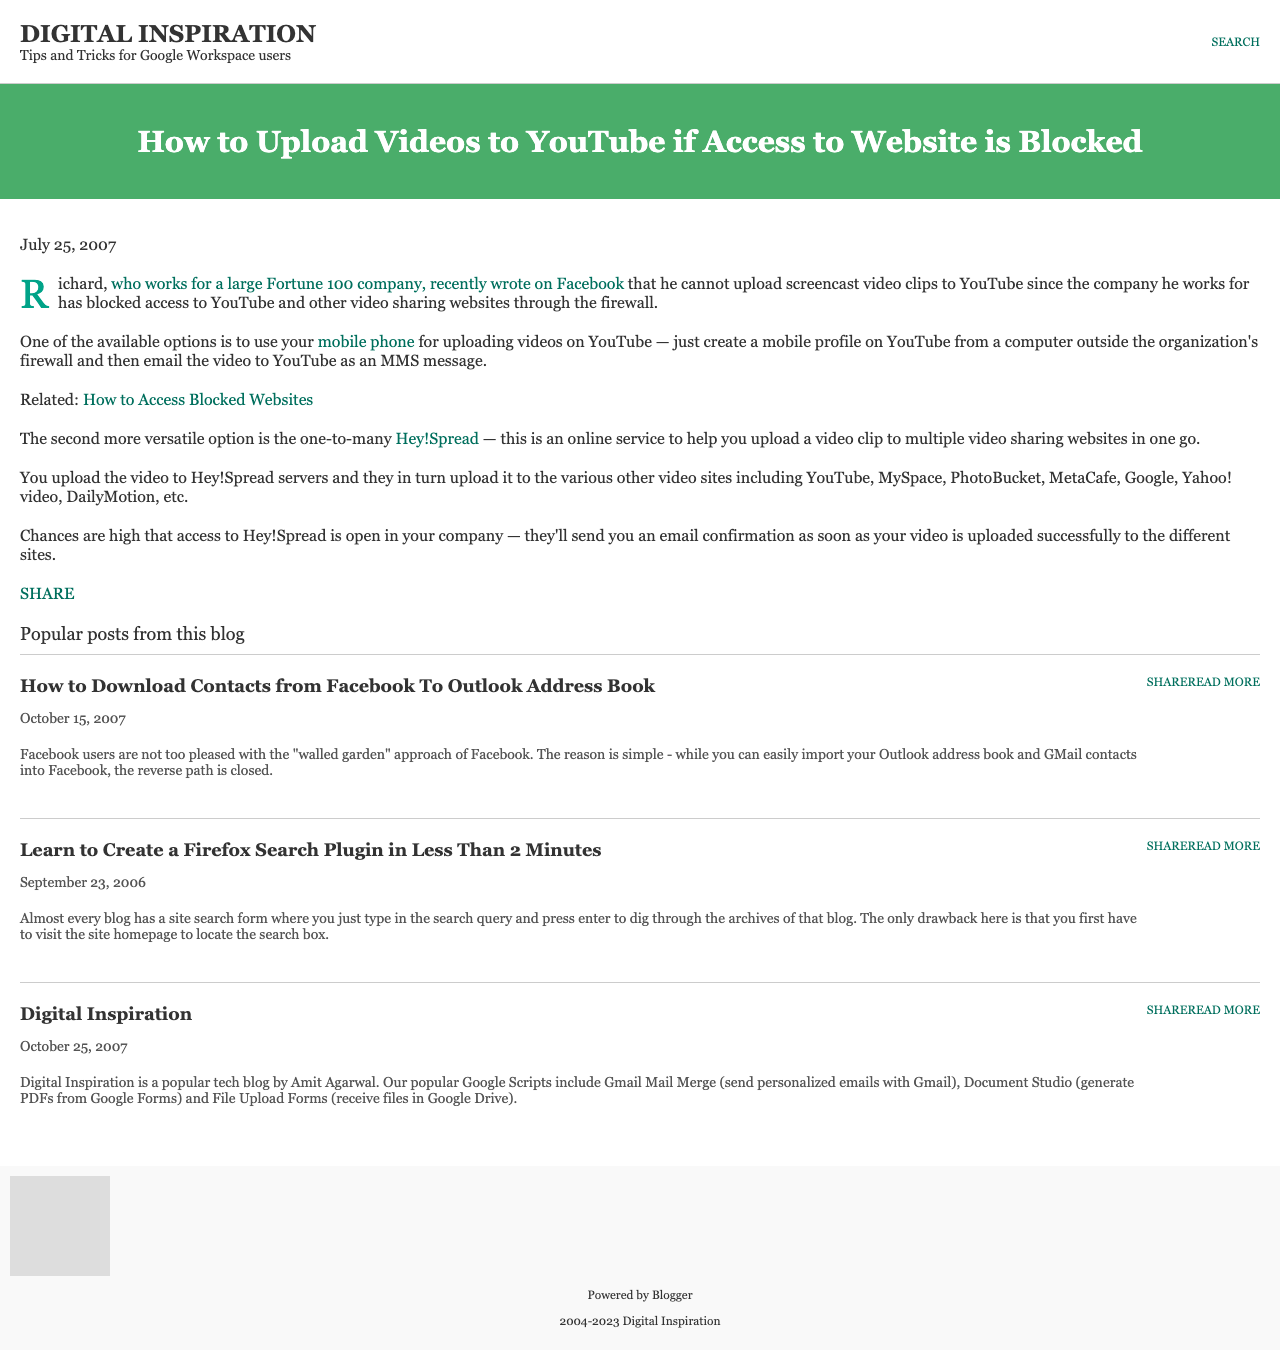 DIGITAL INSPIRATION
Tips and Tricks for Google Workspace users
SEARCH
How to Upload Videos to YouTube if Access to Website is Blocked
July 25, 2007
Richard, who works for a large Fortune 100 company, recently wrote on Facebook that he cannot upload screencast video clips to YouTube since the company he works for
has blocked access to YouTube and other video sharing websites through the firewall.
One of the available options is to use your mobile phone for uploading videos on YouTube — just create a mobile profile on YouTube from a computer outside the organization's
firewall and then email the video to YouTube as an MMS message.
Related: How to Access Blocked Websites
The second more versatile option is the one-to-many Hey!Spread — this is an online service to help you upload a video clip to multiple video sharing websites in one go.
You upload the video to Hey!Spread servers and they in turn upload it to the various other video sites including YouTube, MySpace, PhotoBucket, MetaCafe, Google, Yahoo!
video, DailyMotion, etc.
Chances are high that access to Hey!Spread is open in your company — they'll send you an email confirmation as soon as your video is uploaded successfully to the different
sites.
SHARE
Popular posts from this blog
How to Download Contacts from Facebook To Outlook Address Book
SHAREREAD MORE
October 15, 2007
Facebook users are not too pleased with the "walled garden" approach of Facebook. The reason is simple - while you can easily import your Outlook address book and GMail contacts
into Facebook, the reverse path is closed.
Learn to Create a Firefox Search Plugin in Less Than 2 Minutes
SHAREREAD MORE
September 23, 2006
Almost every blog has a site search form where you just type in the search query and press enter to dig through the archives of that blog. The only drawback here is that you first have
to visit the site homepage to locate the search box.
Digital Inspiration
SHAREREAD MORE
October 25, 2007
Digital Inspiration is a popular tech blog by Amit Agarwal. Our popular Google Scripts include Gmail Mail Merge (send personalized emails with Gmail), Document Studio (generate
PDFs from Google Forms) and File Upload Forms (receive files in Google Drive).
Powered by Blogger
2004-2023 Digital Inspiration